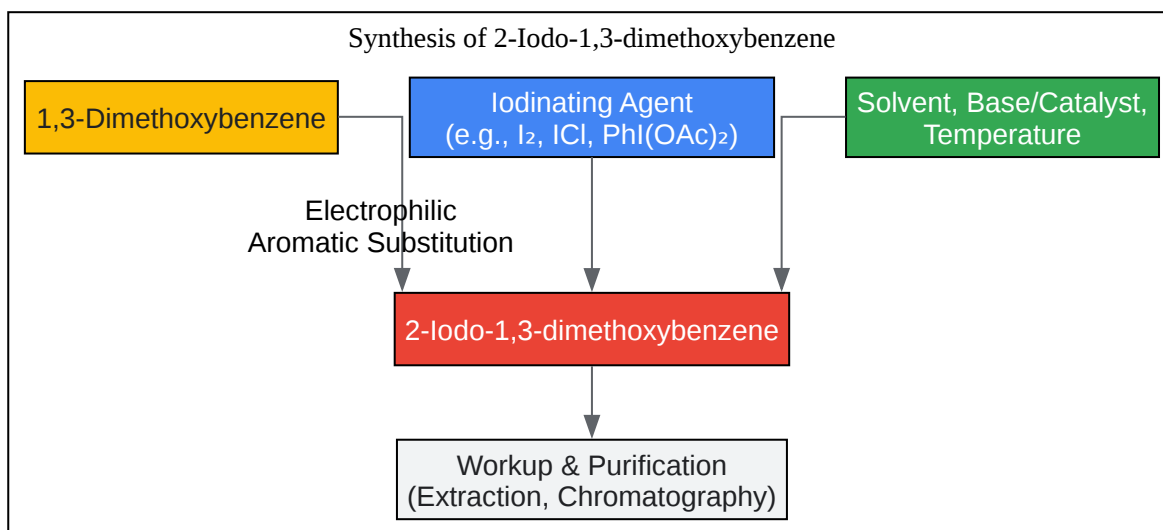 Synthesis of 2-Iodo-1,3-dimethoxybenzene
1,3-Dimethoxybenzene
Iodinating Agent
(e.g., I₂, ICl, PhI(OAc)₂)
Solvent, Base/Catalyst,
Temperature
Electrophilic
Aromatic Substitution
2-Iodo-1,3-dimethoxybenzene
Workup & Purification
(Extraction, Chromatography)